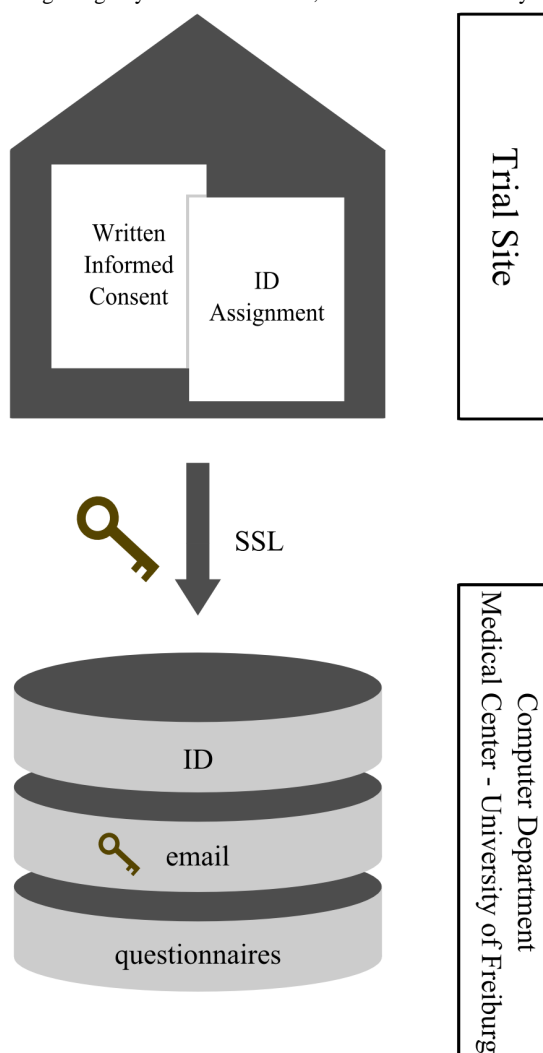 Trial Site
Written
Informed
Consent
ID
Assignment
SSL
ID
email
questionnaires
Computer Department
Medical Center - University of Freiburg